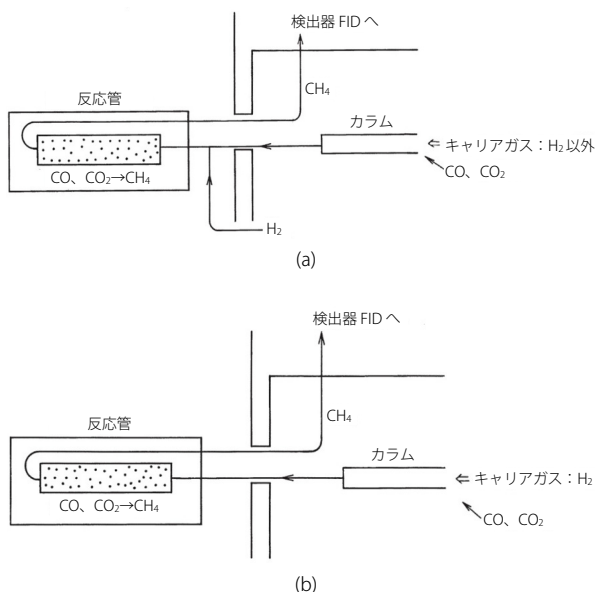 検出器 FID へ
CH₄
反応管
カラム
⇐ キャリアガス：H₂ 以外
CO、CO₂
CO、CO₂→CH₄
H₂
(a)
検出器 FID へ
CH₄
反応管
カラム
⇐ キャリアガス：H₂
CO、CO₂
CO、CO₂→CH₄
(b)